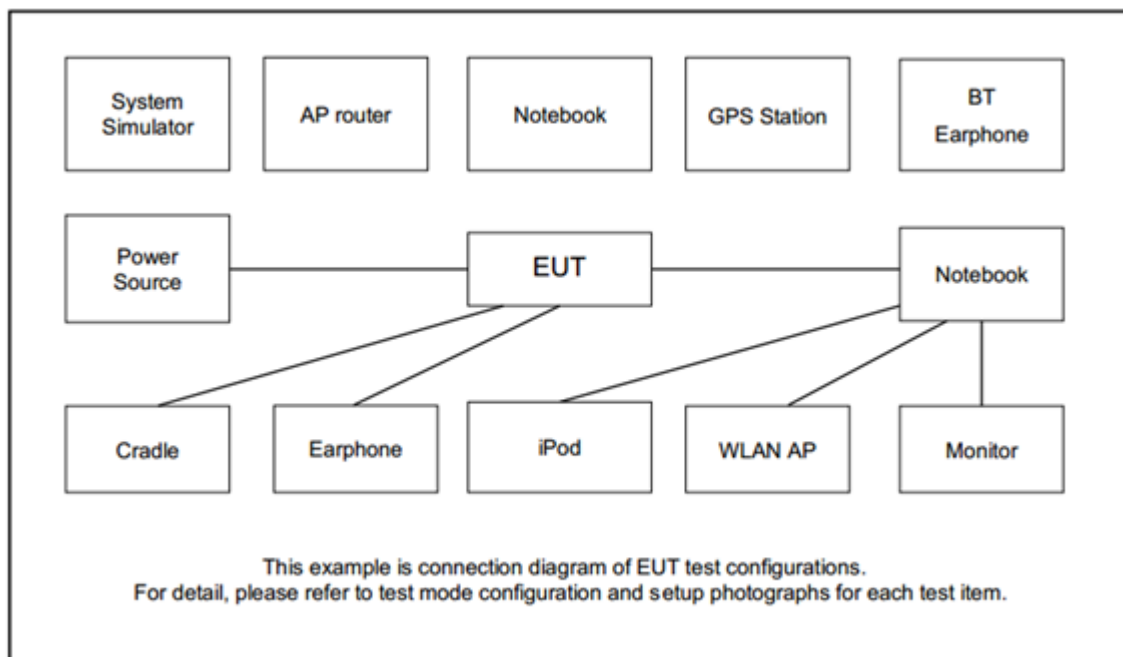 System
Simulator
AP router
Notebook
GPS Station
BT
Earphone
Power
Source
EUT
Notebook
Cradle
Earphone
iPod
WLAN AP
Monitor
This example is connection diagram of EUT test configurations.
For detail, please refer to test mode configuration and setup photographs for each test item.